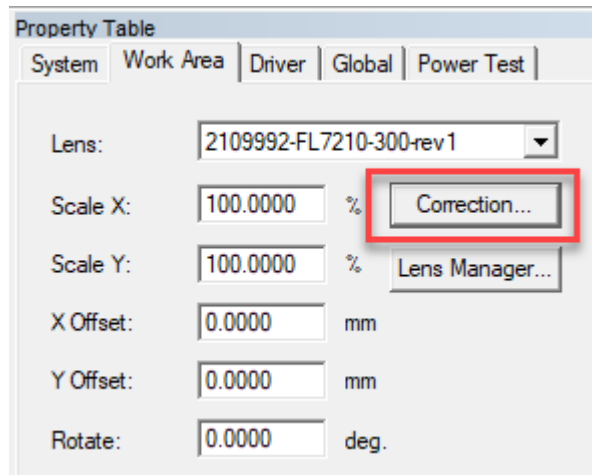 Property Table
System Work Area Driver Global Power Test
Lens: 2109992-FL7210-300-rev1
Scale X: 100.0000 % Correction...
Scale Y: 100.0000 % Lens Manager...
X Offset: 0.0000 mm
Y Offset: 0.0000 mm
Rotate: 0.0000 deg.